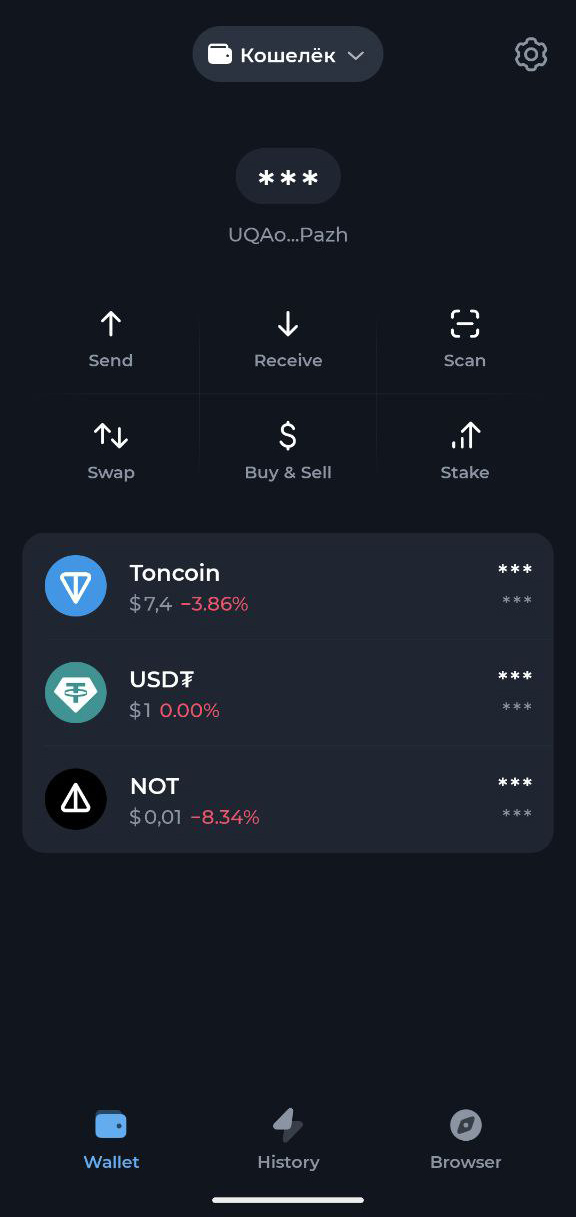 Кошелёк
***
UQAo...Pazh
Send
Receive
Scan
Swap
Buy & Sell
Stake
Toncoin
***
$7,4 −3.86%
***
USD₮
***
$1 0.00%
***
NOT
***
$0,01 −8.34%
***
Wallet
History
Browser